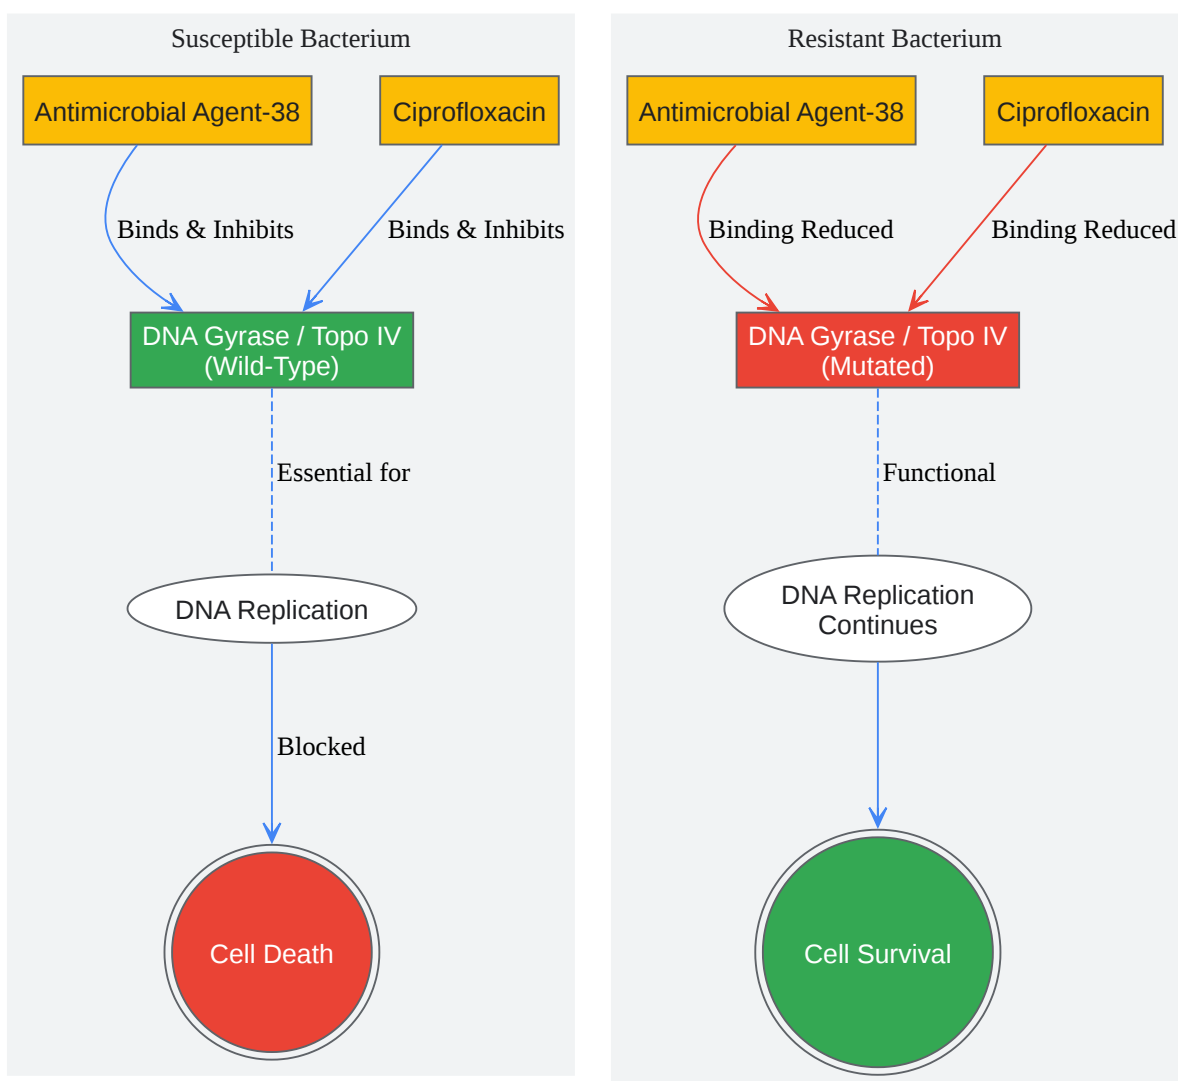 Susceptible Bacterium
Antimicrobial Agent-38
Ciprofloxacin
Binds & Inhibits
Binds & Inhibits
DNA Gyrase / Topo IV
(Wild-Type)
Essential for
DNA Replication
Blocked
Cell Death
Resistant Bacterium
Antimicrobial Agent-38
Ciprofloxacin
Binding Reduced
Binding Reduced
DNA Gyrase / Topo IV
(Mutated)
Functional
DNA Replication
Continues
Cell Survival